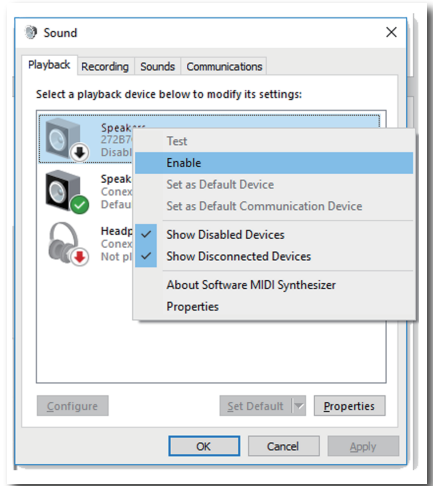 Sound
Playback Recording Sounds Communications
Select a playback device below to modify its settings:
Speakers
272B7
Disabl
Speak
Conex
Defau
Headp
Conex
Not pl
Test
Enable
Set as Default Device
Set as Default Communication Device
Show Disabled Devices
Show Disconnected Devices
About Software MIDI Synthesizer
Properties
Configure Set Default Properties
OK Cancel Apply